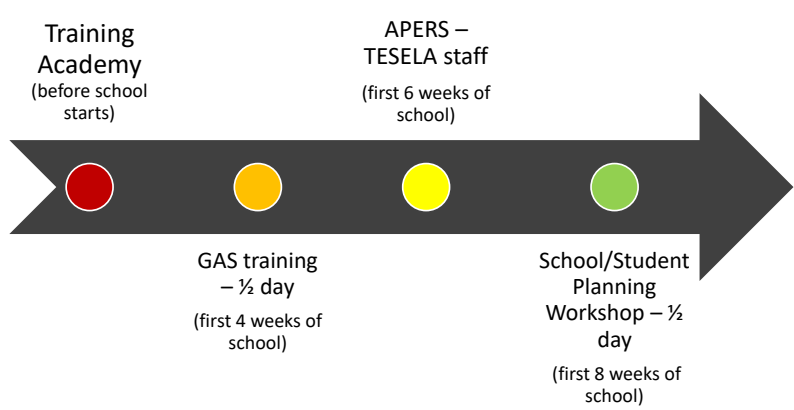 Training
Academy
(before school
starts)
GAS training
– ½ day
(first 4 weeks of
school)
APERS –
TESELA staff
(first 6 weeks of
school)
School/Student
Planning
Workshop – ½
day
(first 8 weeks of
school)